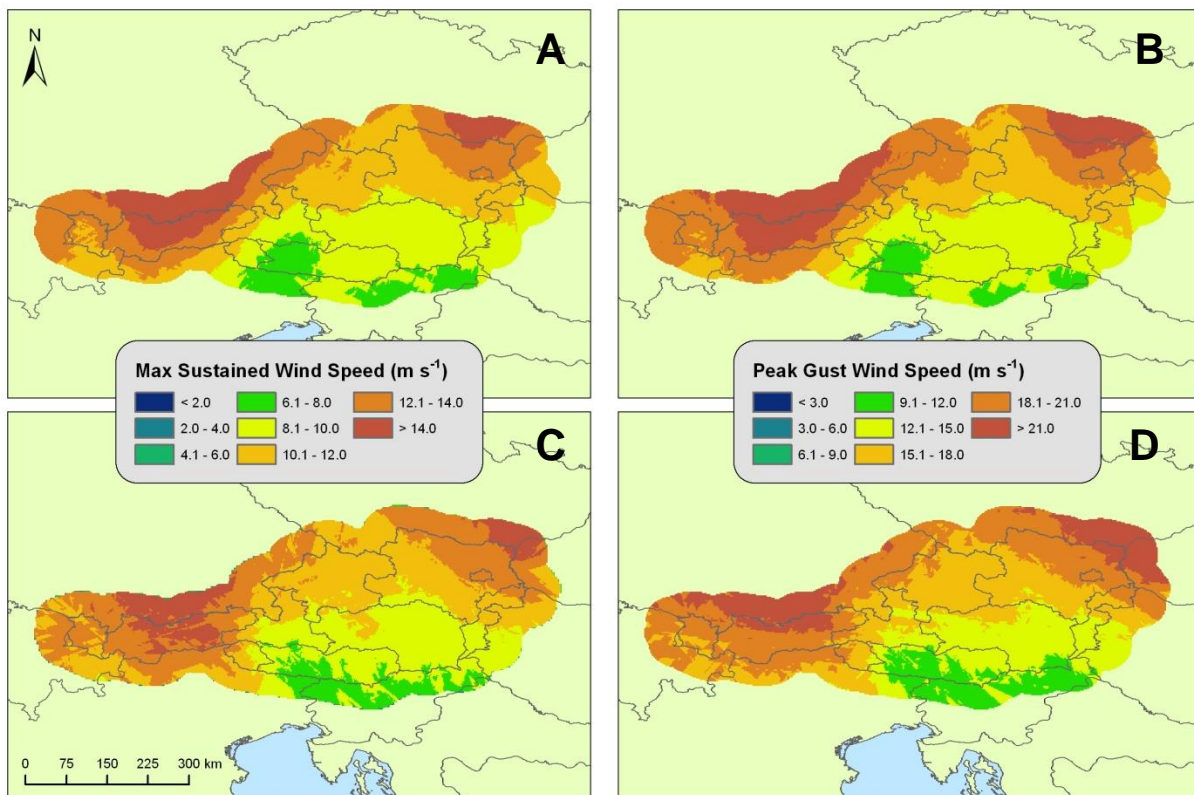 N
A
B
Max Sustained Wind Speed (m s⁻¹)
< 2.0 6.1 - 8.0 12.1 - 14.0
2.0 - 4.0 8.1 - 10.0 > 14.0
4.1 - 6.0 10.1 - 12.0
Peak Gust Wind Speed (m s⁻¹)
< 3.0 9.1 - 12.0 18.1 - 21.0
3.0 - 6.0 12.1 - 15.0 > 21.0
6.1 - 9.0 15.1 - 18.0
C
D
0 75 150 225 300 km